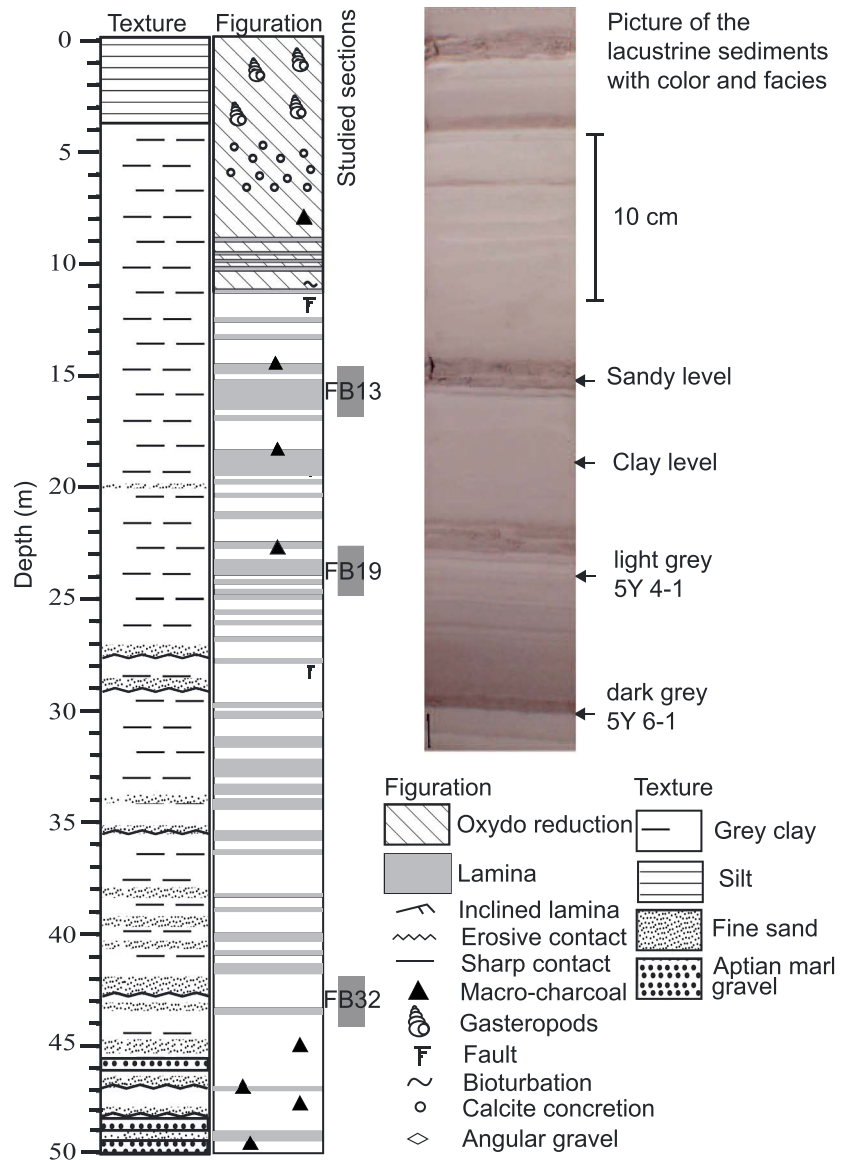 Texture
Figuration
Studied sections
Depth (m)
0
5
10
15
20
25
30
35
40
45
50
FB13
FB19
FB32
Picture of the
lacustrine sediments
with color and facies
10 cm
Sandy level
Clay level
light grey
5Y 4-1
dark grey
5Y 6-1
Figuration
Oxydo reduction
Lamina
Inclined lamina
Erosive contact
Sharp contact
Macro-charcoal
Gasteropods
Fault
Bioturbation
Calcite concretion
Angular gravel
Texture
Grey clay
Silt
Fine sand
Aptian marl
gravel